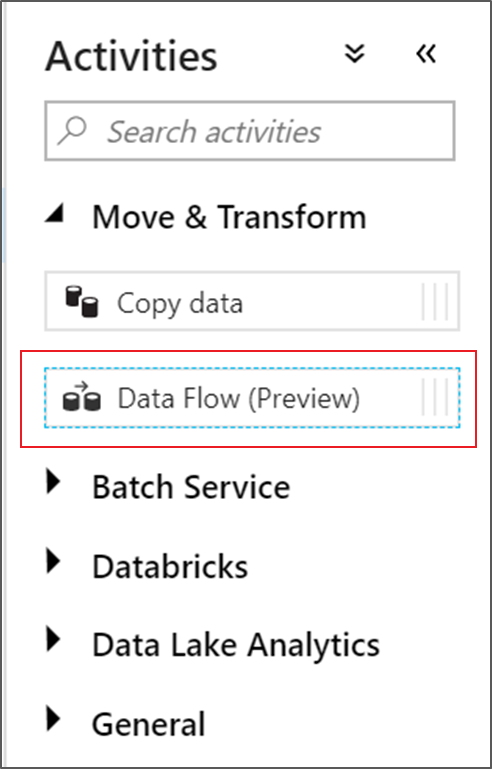 Activities
Search activities
Move & Transform
Copy data
Data Flow (Preview)
Batch Service
Databricks
Data Lake Analytics
General